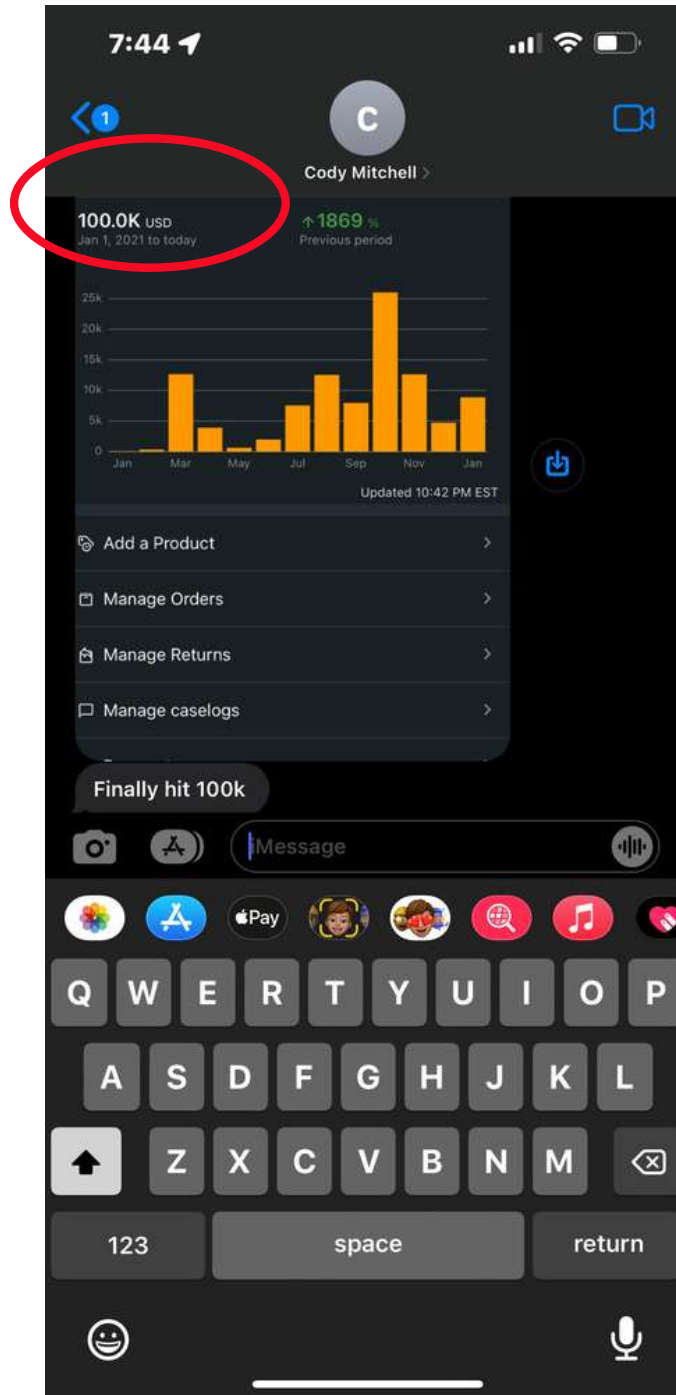 7:44
1
C
Cody Mitchell >
100.0K USD
↑ 1869 %
Jan 1, 2021 to today
Previous period
25k
20k
15k
10k
5k
0
Jan Mar May Jul Sep Nov Jan
Updated 10:42 PM EST
Add a Product >
Manage Orders >
Manage Returns >
Manage caselogs >
Finally hit 100k
iMessage
Pay
Q W E R T Y U I O P
A S D F G H J K L
Z X C V B N M
123 space return